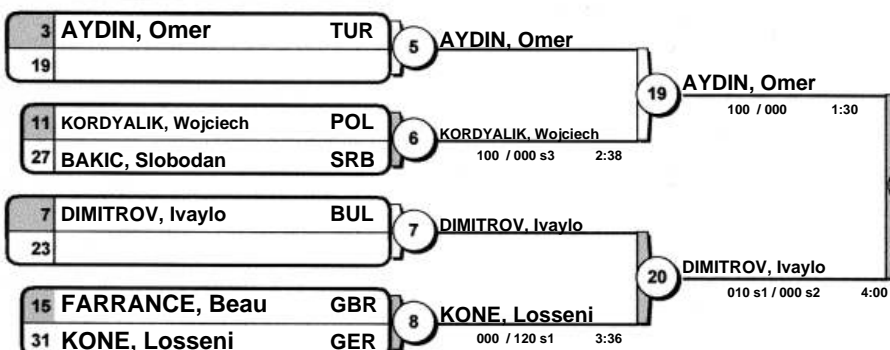 3 AYDIN, Omer TUR
19
5 AYDIN, Omer
11 KORDYALIK, Wojciech POL
27 BAKIC, Slobodan SRB
6 KORDYALIK, Wojciech
100 / 000 s3 2:38
19 AYDIN, Omer
100 / 000 1:30
7 DIMITROV, Ivaylo BUL
23
7 DIMITROV, Ivaylo
15 FARRANCE, Beau GBR
31 KONE, Losseni GER
8 KONE, Losseni
000 / 120 s1 3:36
20 DIMITROV, Ivaylo
010 s1 / 000 s2 4:00